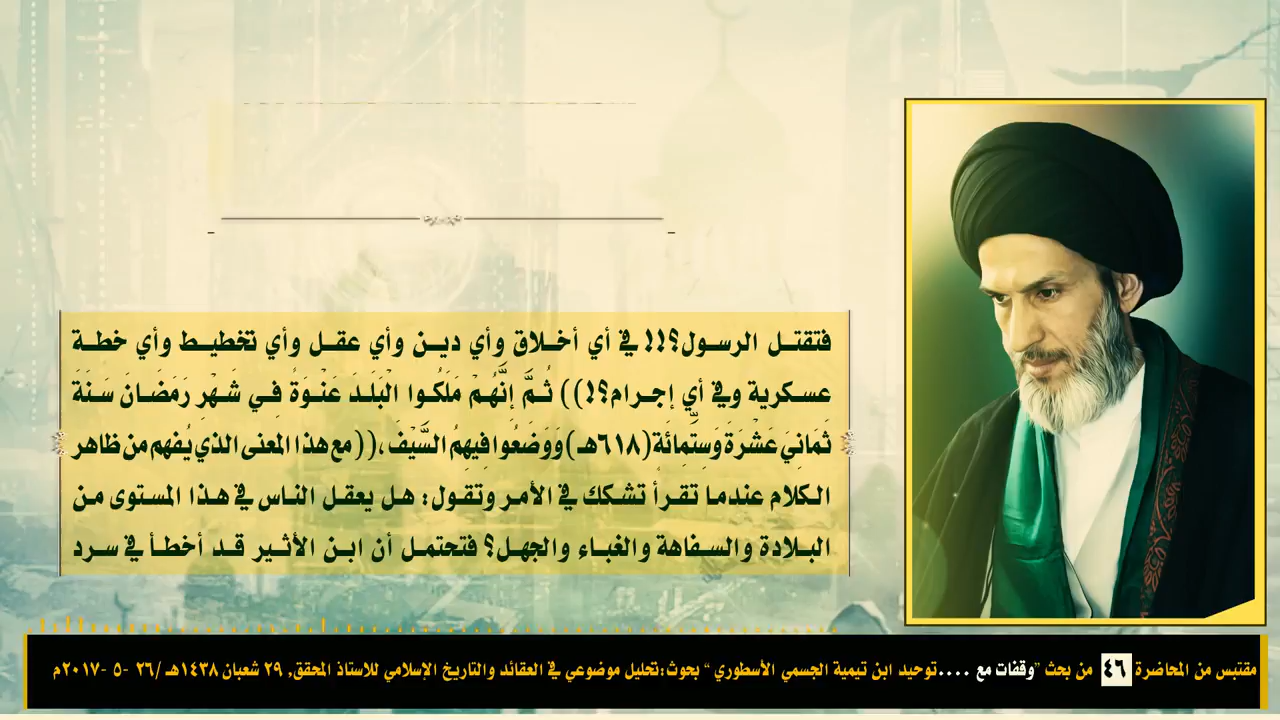 فتقتل الرسول؟!! في أي أخلاق وأي دين وأي عقل وأي تخطيط وأي خطة
عسكرية وفي أي إجرام؟!)) ثُمَّ إِنَّهُمْ مَلَكُوا الْبَلَدَ عَنْوَةً فِي شَهْرِ رَمَضَانَ سَنَةَ
ثَمَانِيَ عَشْرَةَ وَسِتِّمِائَةٍ (٦١٨هـ) وَوَضَعُوا فِيهِمُ السَّيْفَ، (( مع هذا المعنى الذي يُفهم من ظاهر
الكلام عندما تقرأ تشكك في الأمر وتقول: هل يعقل الناس في هذا المستوى من
البلادة والسفاهة والغباء والجهل؟ فتحتمل أن ابن الأثير قد أخطأ في سرد
مقتبس من المحاضرة ٤٦ من بحث "وقفات مع ....توحيد ابن تيمية الجسمي الأسطوري " بحوث:تحليل موضوعي في العقائد والتاريخ الإسلامي للاستاذ المحقق, ٢٩ شعبان ١٤٣٨هـ /٢٦ -٥ -٢٠١٧م